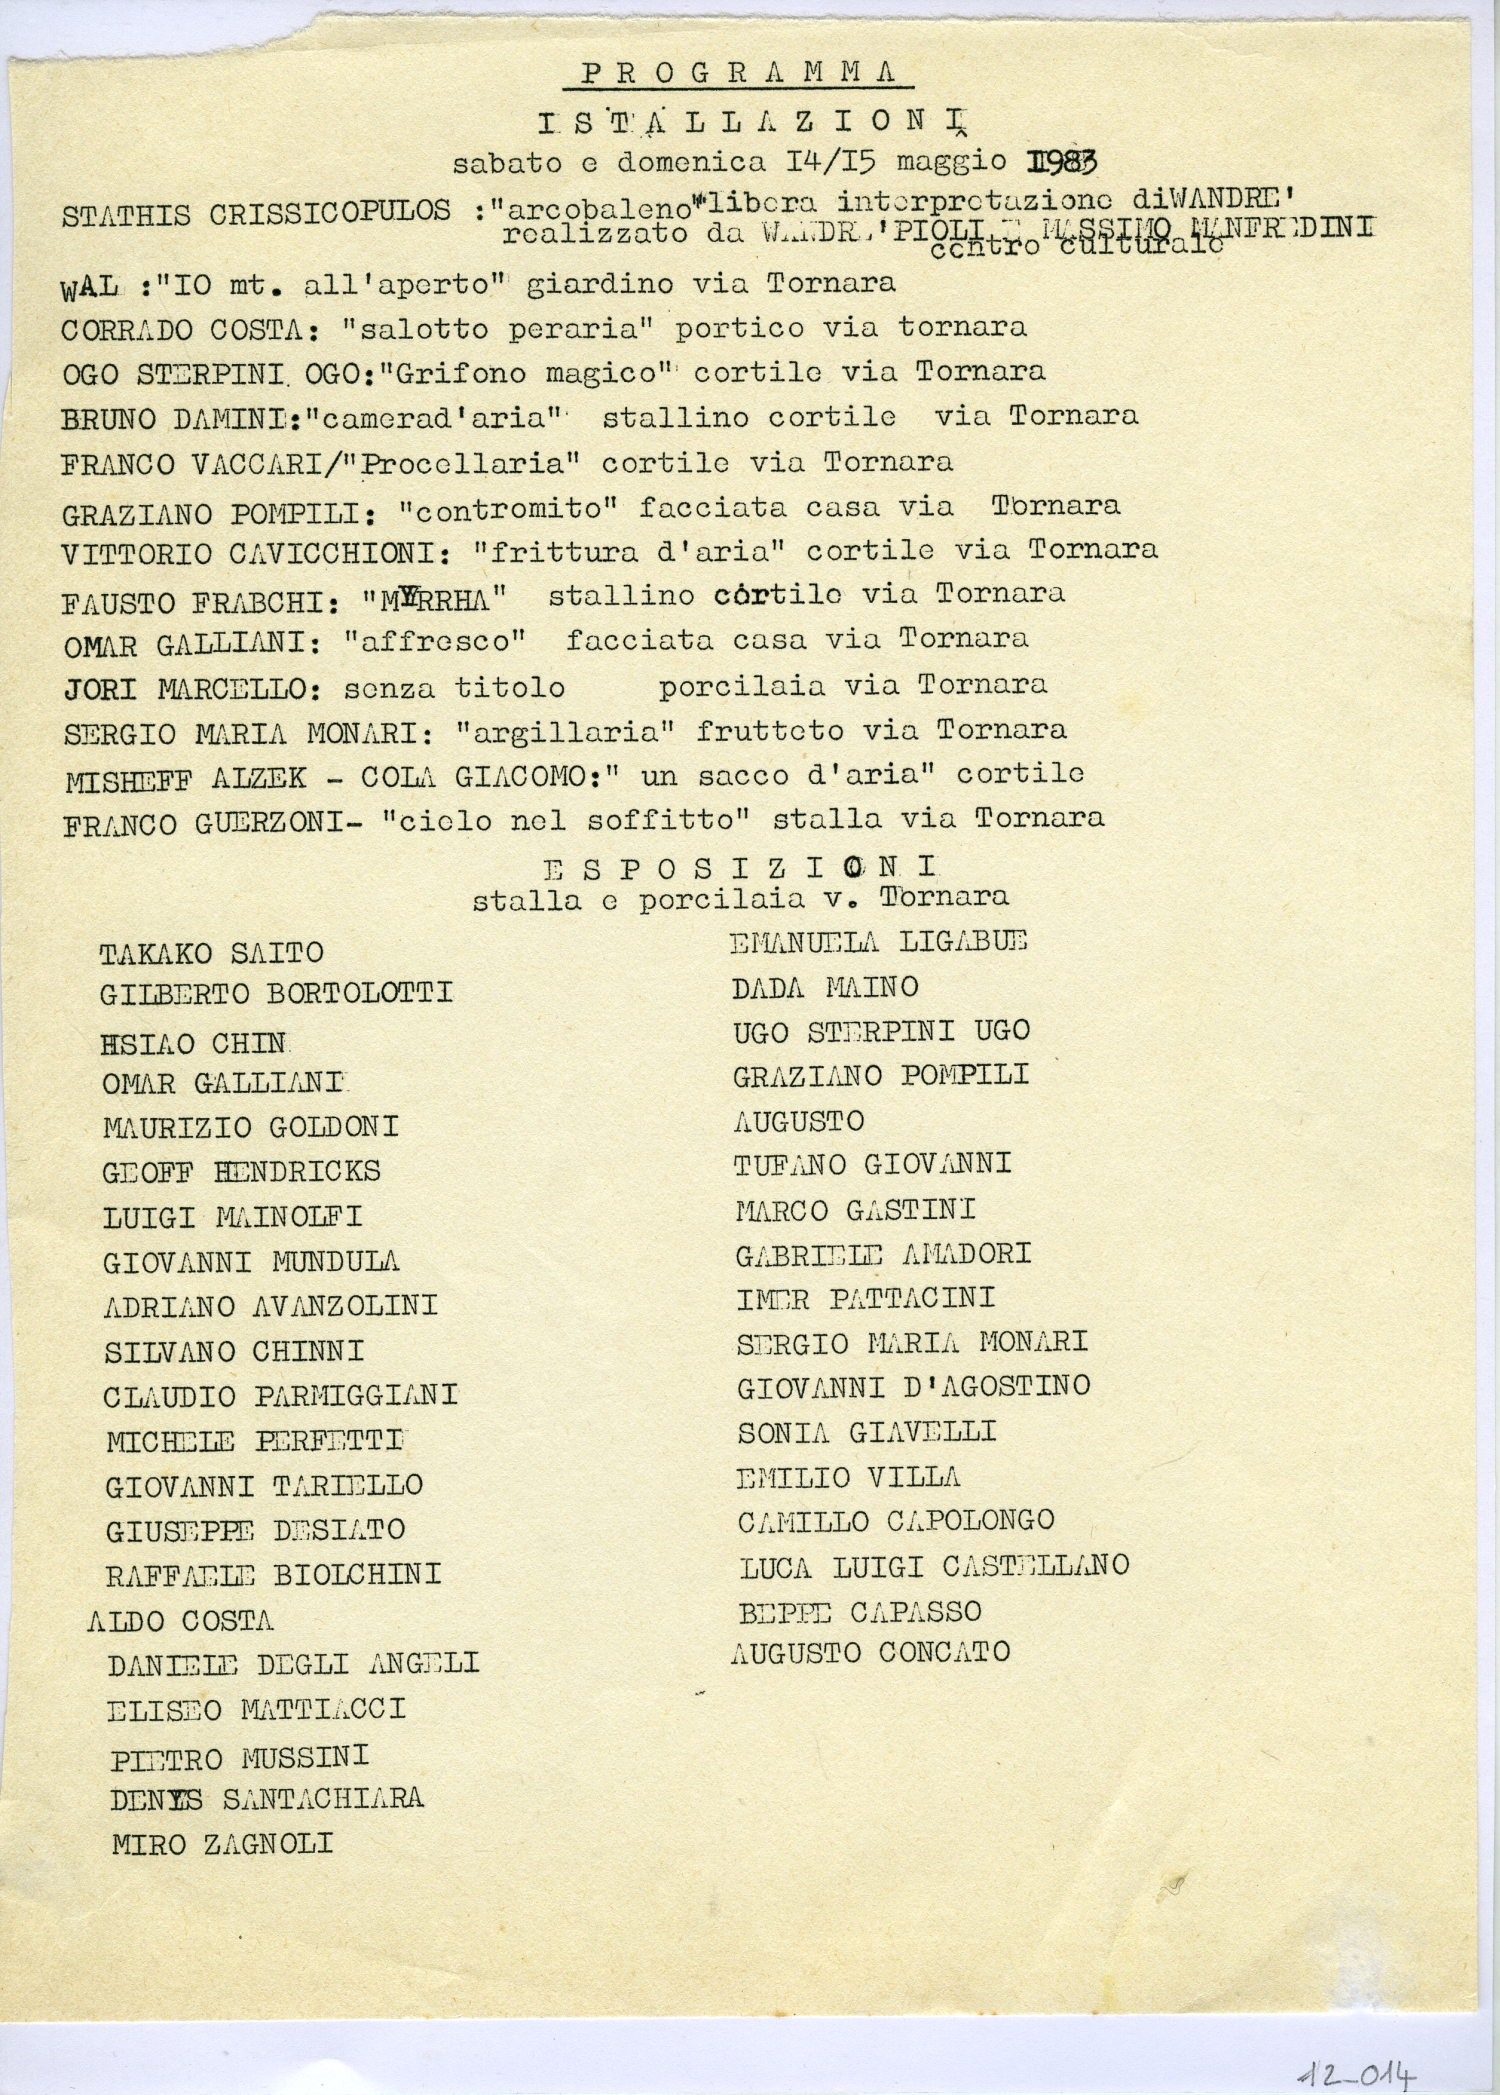 P R O G R A M M A
I S T A L L A Z I O N I
sabato e domenica I4/I5 maggio I983
STATHIS CRISSICOPULOS :"arcobaleno" libera interpretazione diWANDRE'
realizzato da WANDRE'PIOLI E MASSIMO MANFREDINI
centro culturale
WAL :"IO mt. all'aperto" giardino via Tornara
CORRADO COSTA: "salotto peraria" portico via tornara
OGO STERPINI OGO:"Grifono magico" cortile via Tornara
BRUNO DAMINI:"camerad'aria" stallino cortile via Tornara
FRANCO VACCARI/"Procellaria" cortile via Tornara
GRAZIANO POMPILI: "contromito" facciata casa via Tornara
VITTORIO CAVICCHIONI: "frittura d'aria" cortile via Tornara
FAUSTO FRABCHI: "MYRRHA" stallino cortile via Tornara
OMAR GALLIANI: "affresco" facciata casa via Tornara
JORI MARCELLO: senza titolo porcilaia via Tornara
SERGIO MARIA MONARI: "argillaria" frutteto via Tornara
MISHEFF ALZEK - COLA GIACOMO:" un sacco d'aria" cortile
FRANCO GUERZONI- "cielo nel soffitto" stalla via Tornara
E S P O S I Z I O N I
stalla e porcilaia v. Tornara
TAKAKO SAITO
GILBERTO BORTOLOTTI
HSIAO CHIN
OMAR GALLIANI
MAURIZIO GOLDONI
GEOFF HENDRICKS
LUIGI MAINOLFI
GIOVANNI MUNDULA
ADRIANO AVANZOLINI
SILVANO CHINNI
CLAUDIO PARMIGGIANI
MICHELE PERFETTI
GIOVANNI TARIELLO
GIUSEPPE DESIATO
RAFFAELE BIOLCHINI
ALDO COSTA
DANIELE DEGLI ANGELI
ELISEO MATTIACCI
PIETRO MUSSINI
DENYS SANTACHIARA
MIRO ZAGNOLI
EMANUELA LIGABUE
DADA MAINO
UGO STERPINI UGO
GRAZIANO POMPILI
AUGUSTO
TUFANO GIOVANNI
MARCO GASTINI
GABRIELE AMADORI
IMER PATTACINI
SERGIO MARIA MONARI
GIOVANNI D'AGOSTINO
SONIA GIAVELLI
EMILIO VILLA
CAMILLO CAPOLONGO
LUCA LUIGI CASTELLANO
BEPPE CAPASSO
AUGUSTO CONCATO
12_014